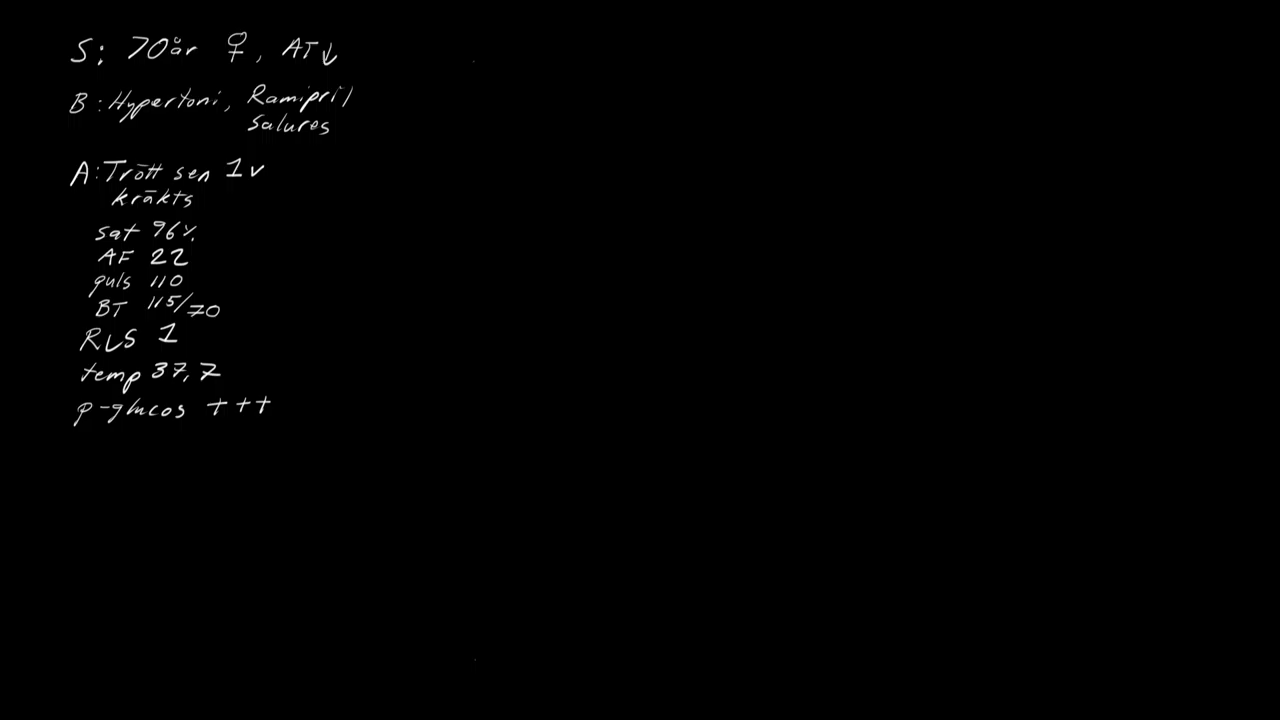 S: 70år ♀, AT↓
B: Hypertoni, Ramipril
Salures
A: Trött sen 1v
kräkts
sat 96%
AF 22
puls 110
BT 115/70
RLS 1
temp 37,7
p-glucos +++